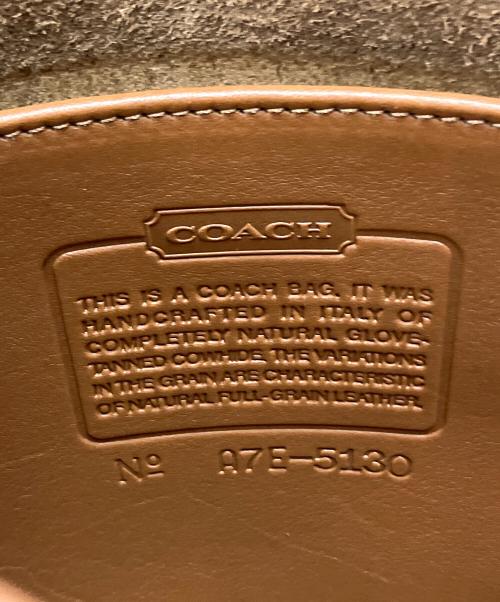 COACH
THIS IS A COACH BAG. IT WAS
HANDCRAFTED IN ITALY OF
COMPLETELY NATURAL GLOVE-
TANNED COWHIDE. THE VARIATIONS
IN THE GRAIN ARE CHARACTERISTIC
OF NATURAL FULL-GRAIN LEATHER.
Nº A7E-5130